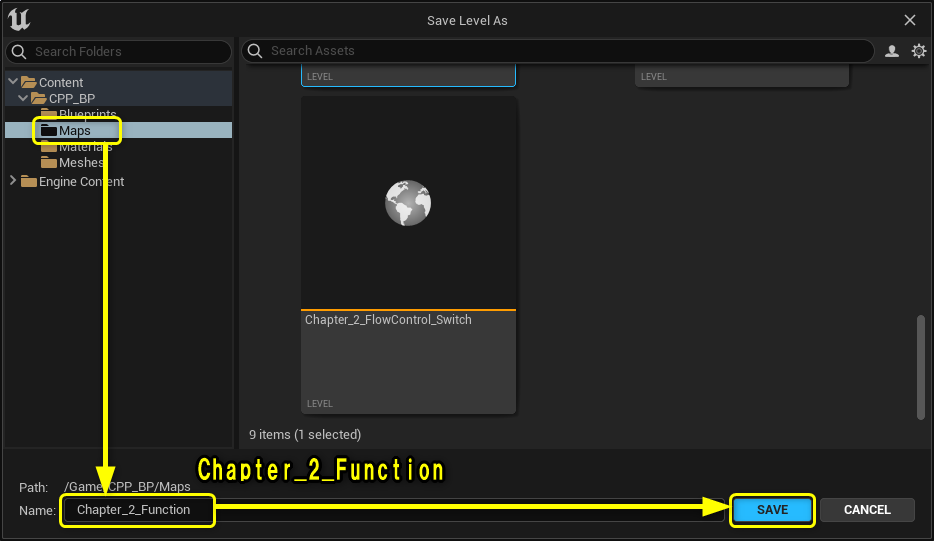 Save Level As
Search Folders
Search Assets
Content
CPP_BP
Blueprints
Maps
Materials
Meshes
Engine Content
LEVEL
LEVEL
Chapter_2_FlowControl_Switch
LEVEL
9 items (1 selected)
Chapter_2_Function
Path: /Game/CPP_BP/Maps
Name: Chapter_2_Function
SAVE
CANCEL